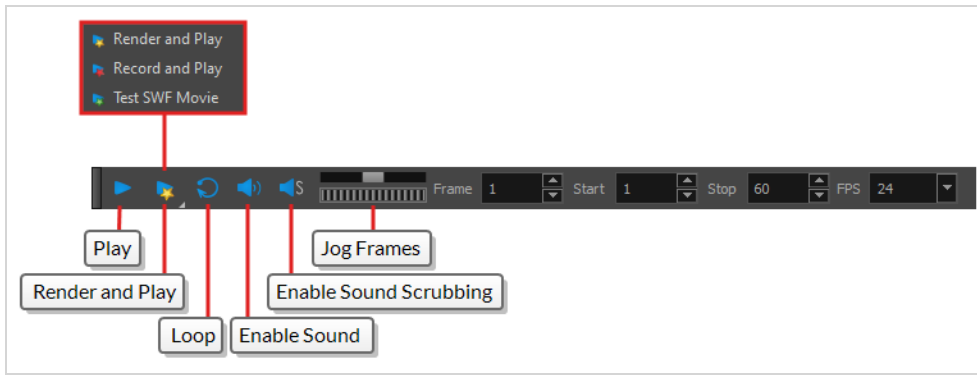 Render and Play
Record and Play
Test SWF Movie
S Frame 1 Start 1 Stop 60 FPS 24
Play
Jog Frames
Render and Play
Enable Sound Scrubbing
Loop
Enable Sound